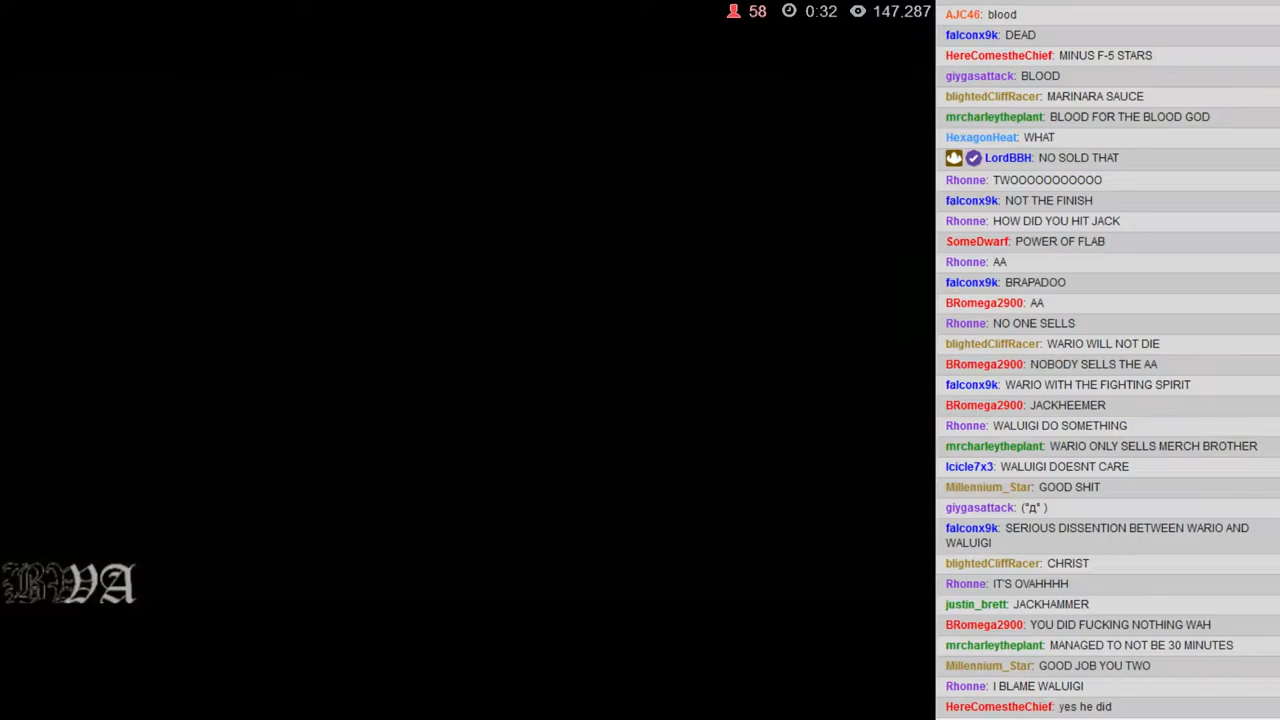 58 0:32 147,287
AJC46: blood
falconx9k: DEAD
HereComestheChief: MINUS F-5 STARS
giygasattack: BLOOD
blightedCliffRacer: MARINARA SAUCE
mrcharleytheplant: BLOOD FOR THE BLOOD GOD
HexagonHeat: WHAT
LordBBH: NO SOLD THAT
Rhonne: TWOOOOOOOOOOO
falconx9k: NOT THE FINISH
Rhonne: HOW DID YOU HIT JACK
SomeDwarf: POWER OF FLAB
Rhonne: AA
falconx9k: BRAPADOO
BRomega2900: AA
Rhonne: NO ONE SELLS
blightedCliffRacer: WARIO WILL NOT DIE
BRomega2900: NOBODY SELLS THE AA
falconx9k: WARIO WITH THE FIGHTING SPIRIT
BRomega2900: JACKHEEMER
Rhonne: WALUIGI DO SOMETHING
mrcharleytheplant: WARIO ONLY SELLS MERCH BROTHER
Icicle7x3: WALUIGI DOESNT CARE
Millennium_Star: GOOD SHIT
giygasattack: (°Д° )
falconx9k: SERIOUS DISSENTION BETWEEN WARIO AND
WALUIGI
blightedCliffRacer: CHRIST
Rhonne: IT'S OVAHHHH
justin_brett: JACKHAMMER
BRomega2900: YOU DID FUCKING NOTHING WAH
mrcharleytheplant: MANAGED TO NOT BE 30 MINUTES
Millennium_Star: GOOD JOB YOU TWO
Rhonne: I BLAME WALUIGI
HereComestheChief: yes he did